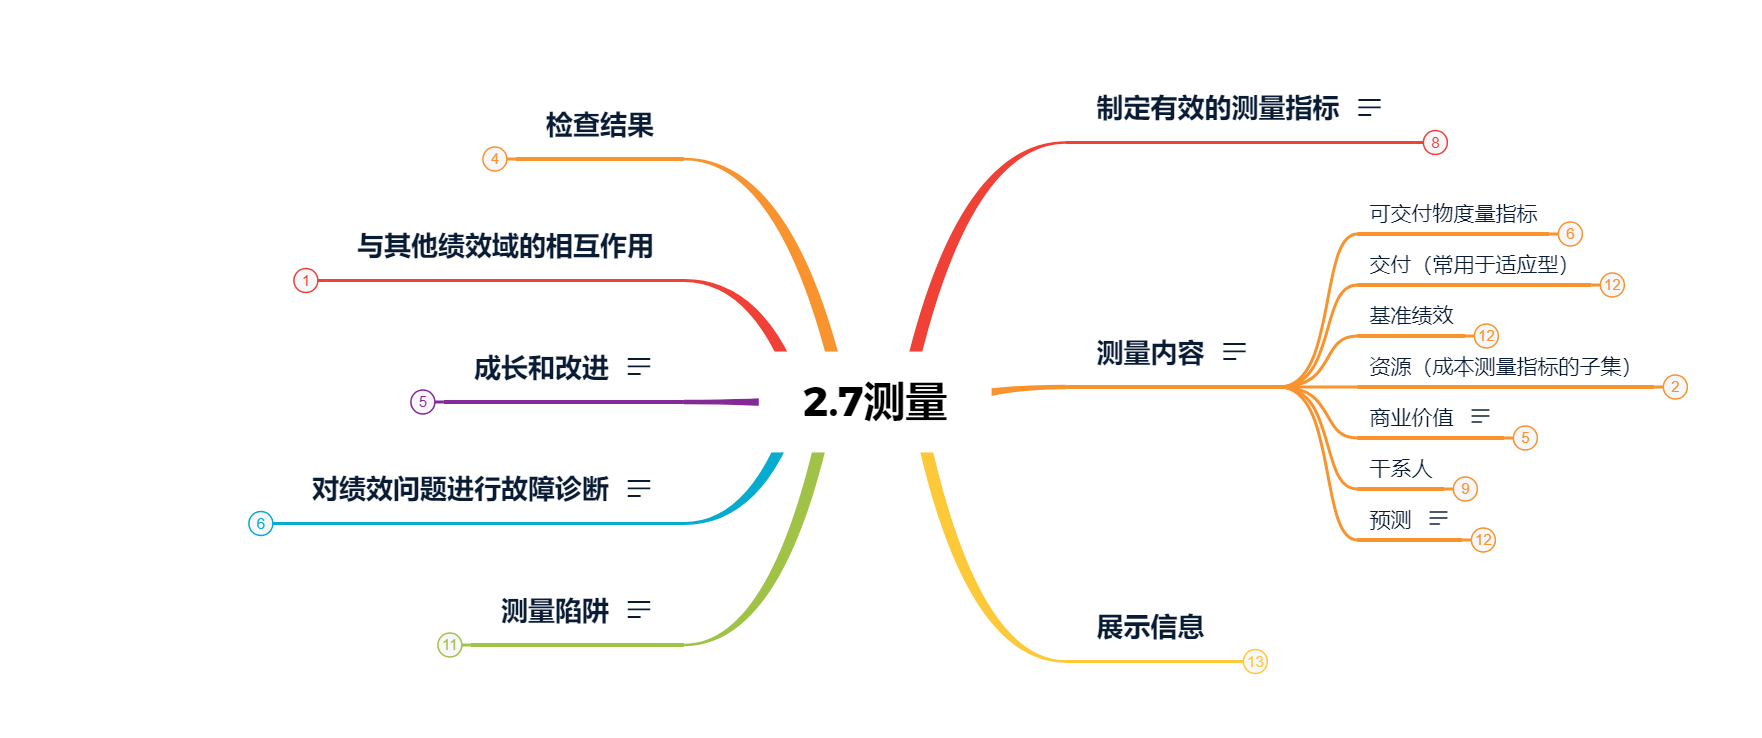 2.7测量
制定有效的测量指标
8
测量内容
可交付物度量指标
6
交付（常用于适应型）
12
基准绩效
12
资源（成本测量指标的子集）
2
商业价值
5
干系人
9
预测
12
展示信息
13
检查结果
4
与其他绩效域的相互作用
1
成长和改进
5
对绩效问题进行故障诊断
6
测量陷阱
11